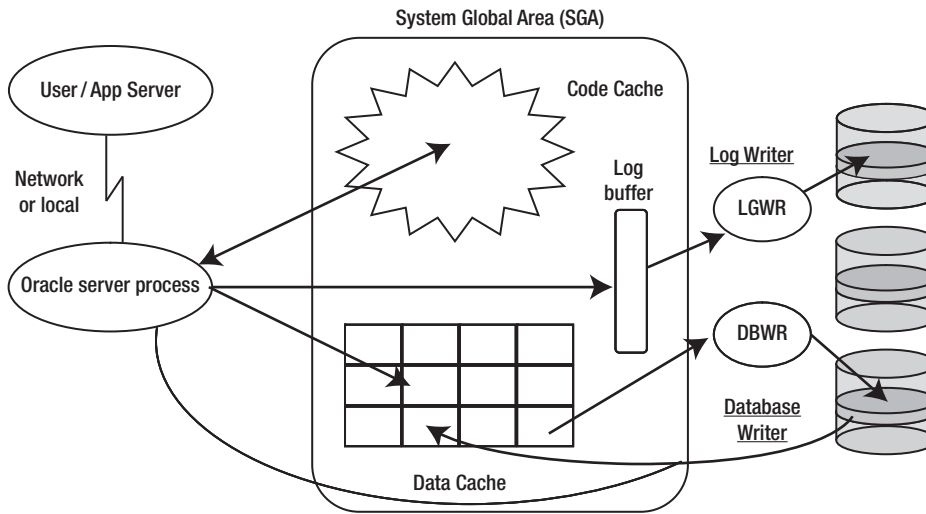 System Global Area (SGA)
User / App Server
Code Cache
Network
or local
Log
buffer
Log Writer
LGWR
Oracle server process
DBWR
Database
Writer
Data Cache